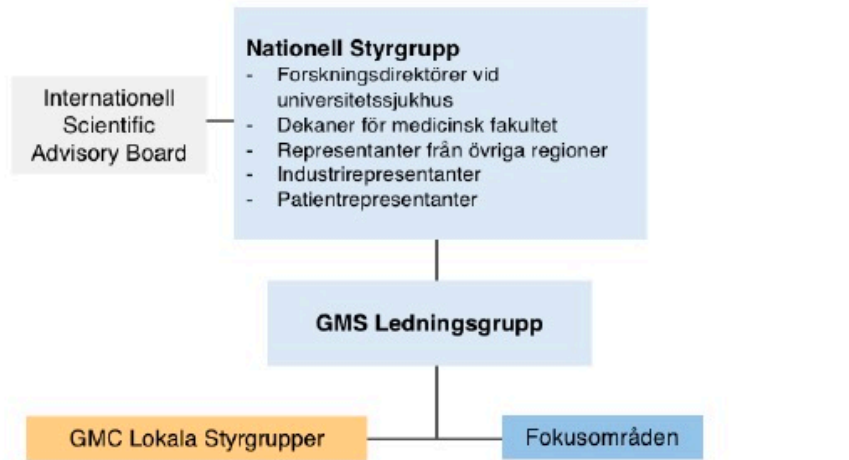 Nationell Styrgrupp
- Forskningsdirektörer vid
universitetssjukhus
- Dekaner för medicinsk fakultet
- Representanter från övriga regioner
- Industrirepresentanter
- Patientrepresentanter
Internationell
Scientific
Advisory Board
GMS Ledningsgrupp
GMC Lokala Styrgrupper
Fokusområden